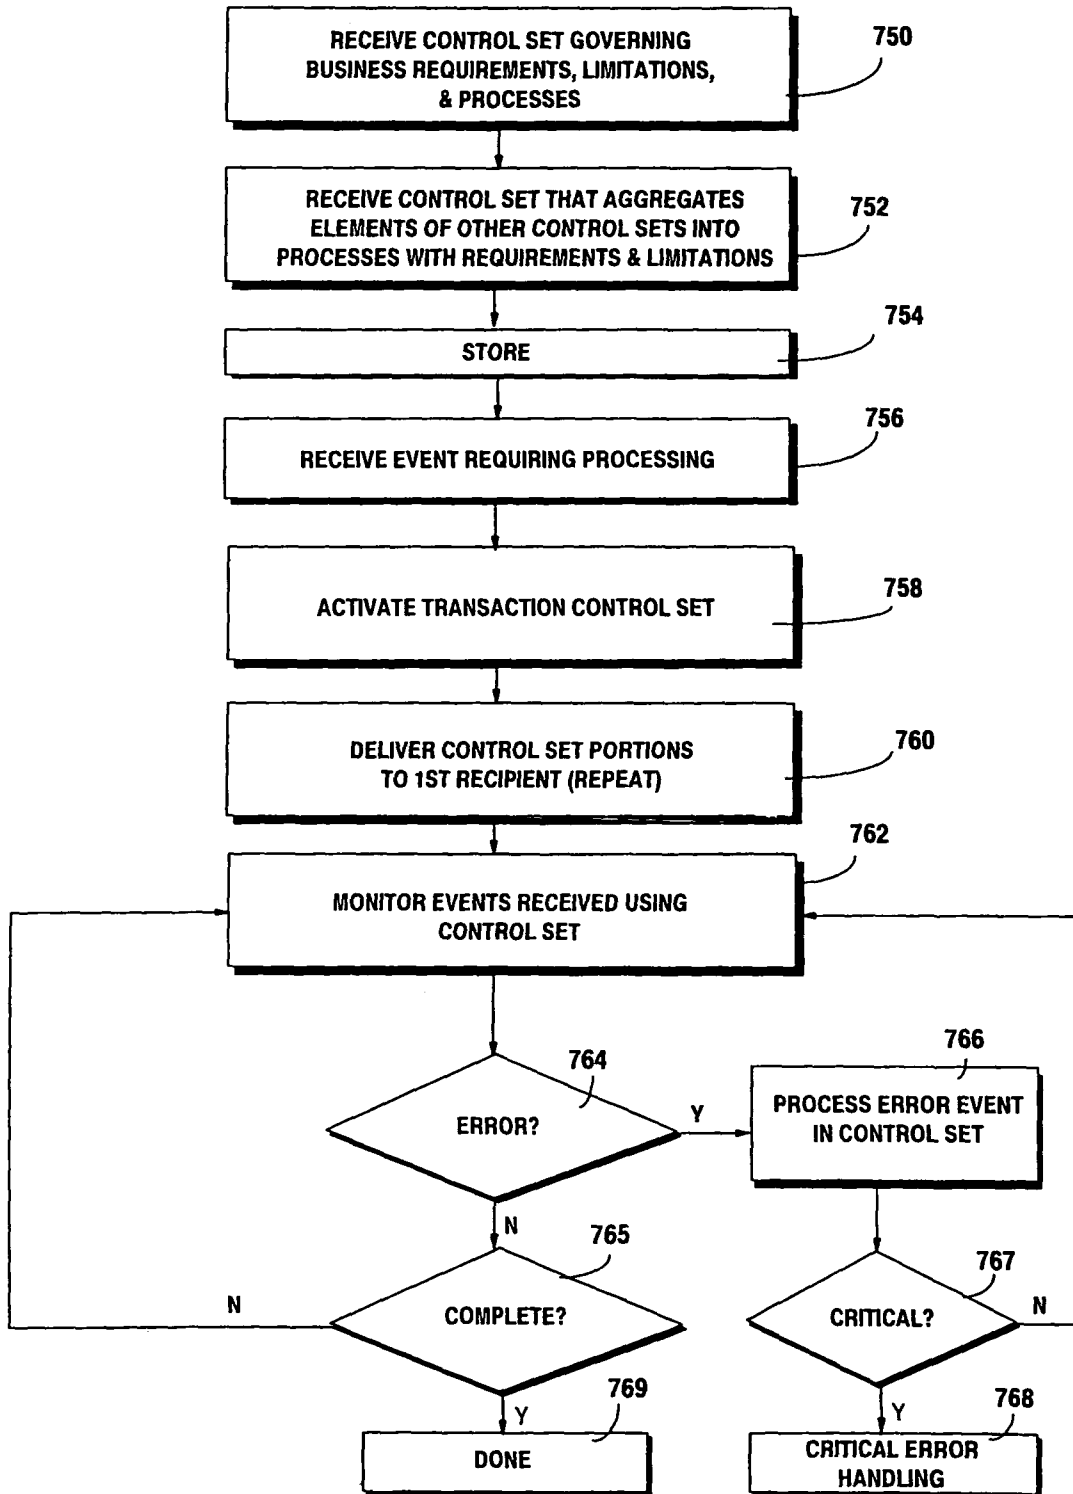 RECEIVE CONTROL SET GOVERNING
BUSINESS REQUIREMENTS, LIMITATIONS,
& PROCESSES
750
RECEIVE CONTROL SET THAT AGGREGATES
ELEMENTS OF OTHER CONTROL SETS INTO
PROCESSES WITH REQUIREMENTS & LIMITATIONS
752
STORE
754
RECEIVE EVENT REQUIRING PROCESSING
756
ACTIVATE TRANSACTION CONTROL SET
758
DELIVER CONTROL SET PORTIONS
TO 1ST RECIPIENT (REPEAT)
760
MONITOR EVENTS RECEIVED USING
CONTROL SET
762
ERROR?
764
Y
N
PROCESS ERROR EVENT
IN CONTROL SET
766
COMPLETE?
765
N
Y
CRITICAL?
767
N
Y
DONE
769
CRITICAL ERROR
HANDLING
768